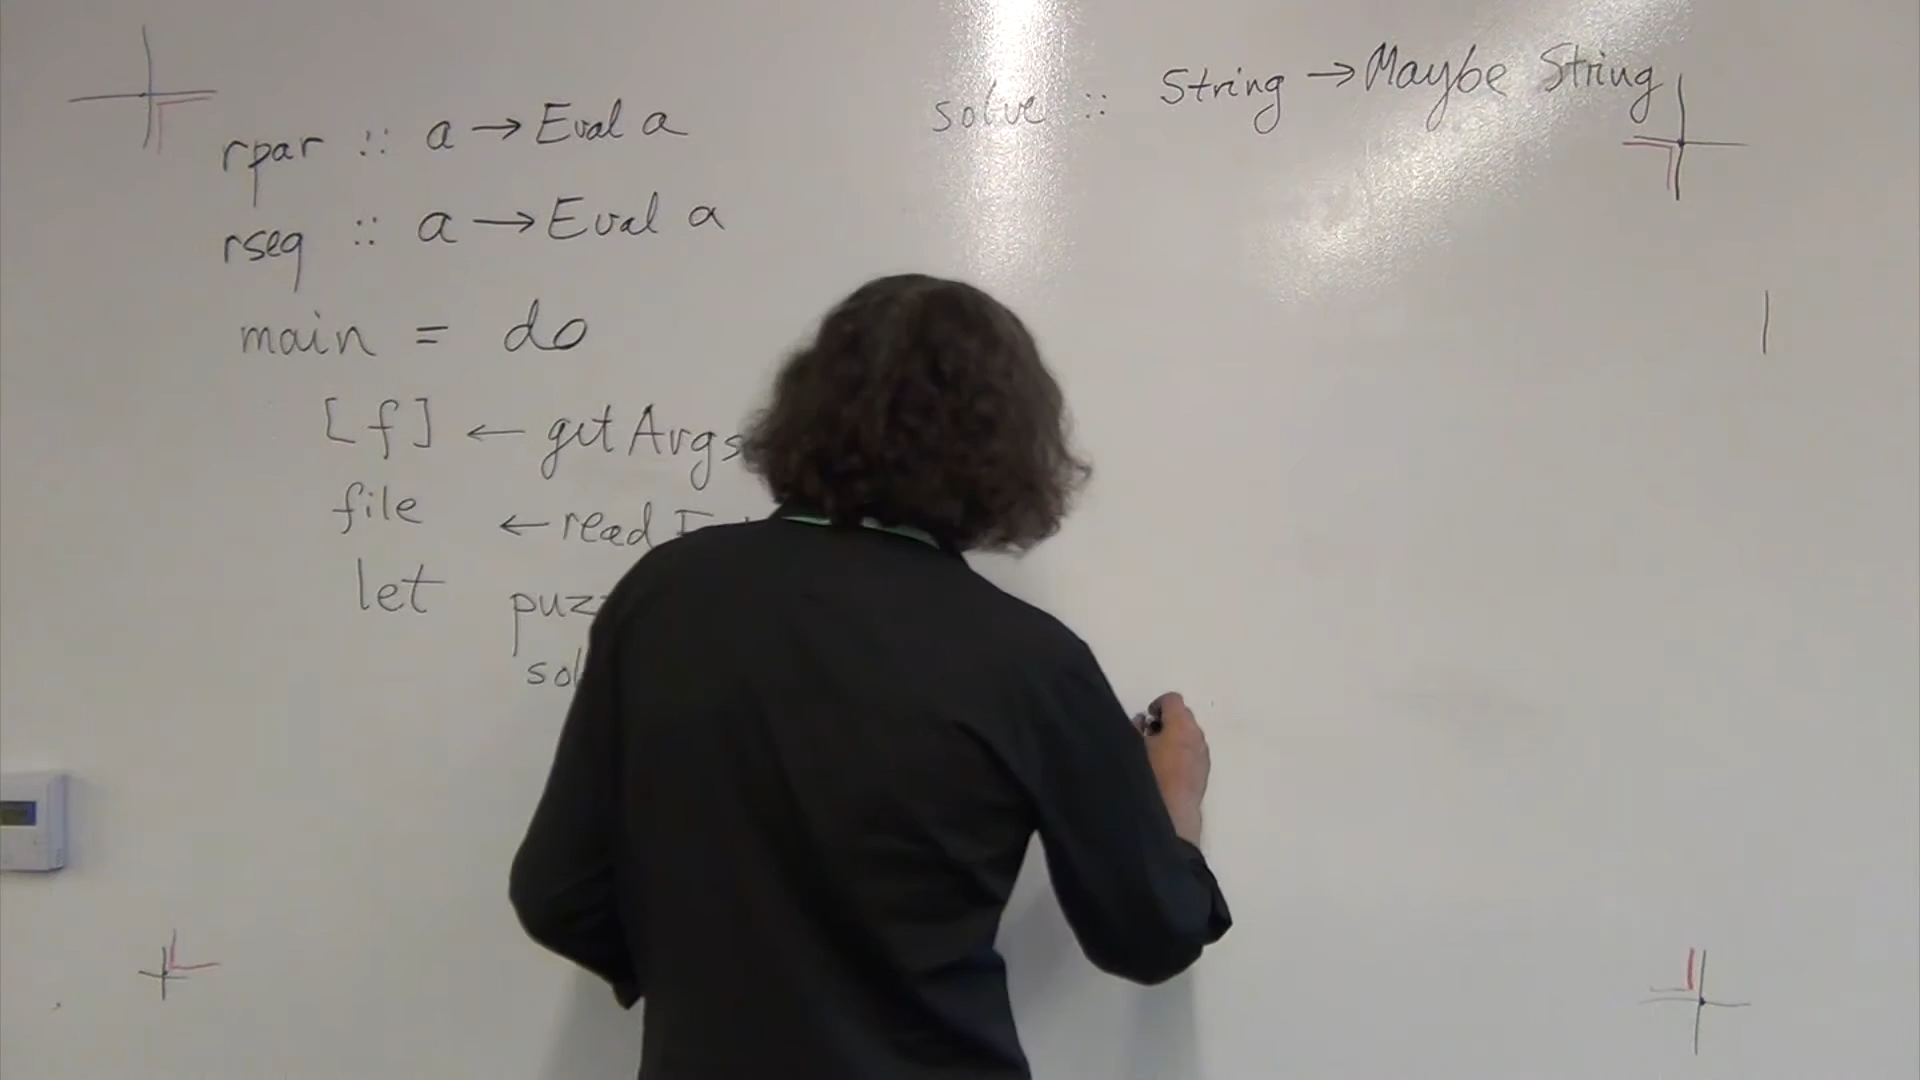 rpar :: a → Eval a
rseq :: a → Eval a
main = do
[f] ← getArgs
file ← read
let
solve :: String → Maybe String